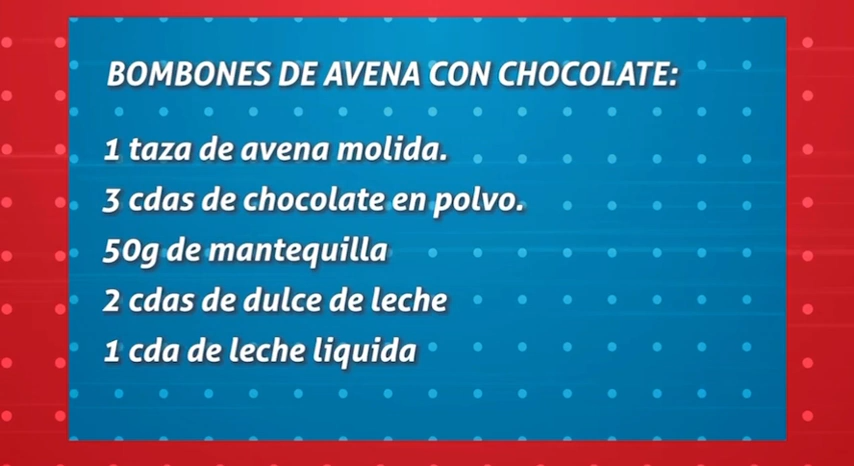 BOMBONES DE AVENA CON CHOCOLATE:
1 taza de avena molida.
3 cdas de chocolate en polvo.
50g de mantequilla
2 cdas de dulce de leche
1 cda de leche liquida